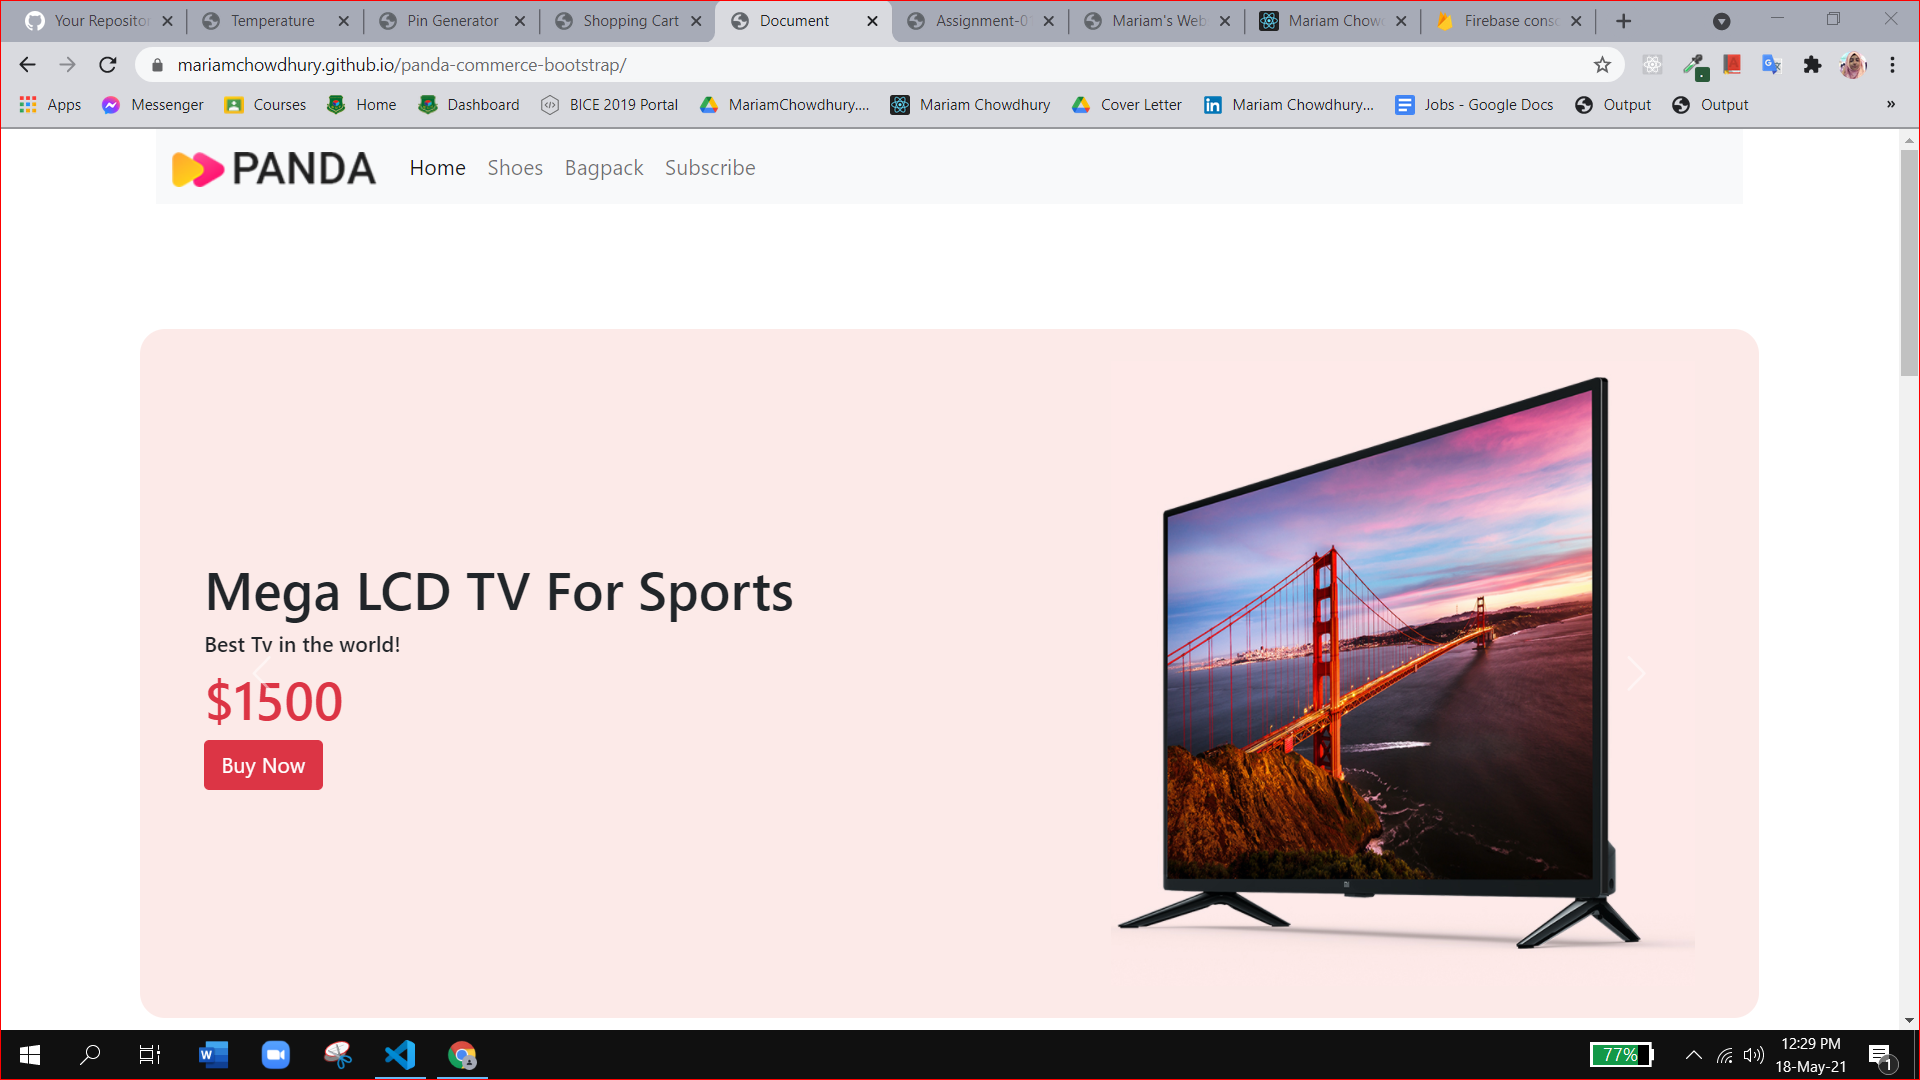 Your Repositor
Temperature
Pin Generator
Shopping Cart
Document
Assignment-0
Mariam's Web
Mariam Chow
Firebase cons
mariamchowdhury.github.io/panda-commerce-bootstrap/
Apps
Messenger
Courses
Home
Dashboard
BICE 2019 Portal
MariamChowdhury....
Mariam Chowdhury
Cover Letter
Mariam Chowdhury...
Jobs - Google Docs
Output
Output
»
PANDA
Home
Shoes
Bagpack
Subscribe
Mega LCD TV For Sports
Best Tv in the world!
$1500
Buy Now
77%
12:29 PM
18-May-21
1